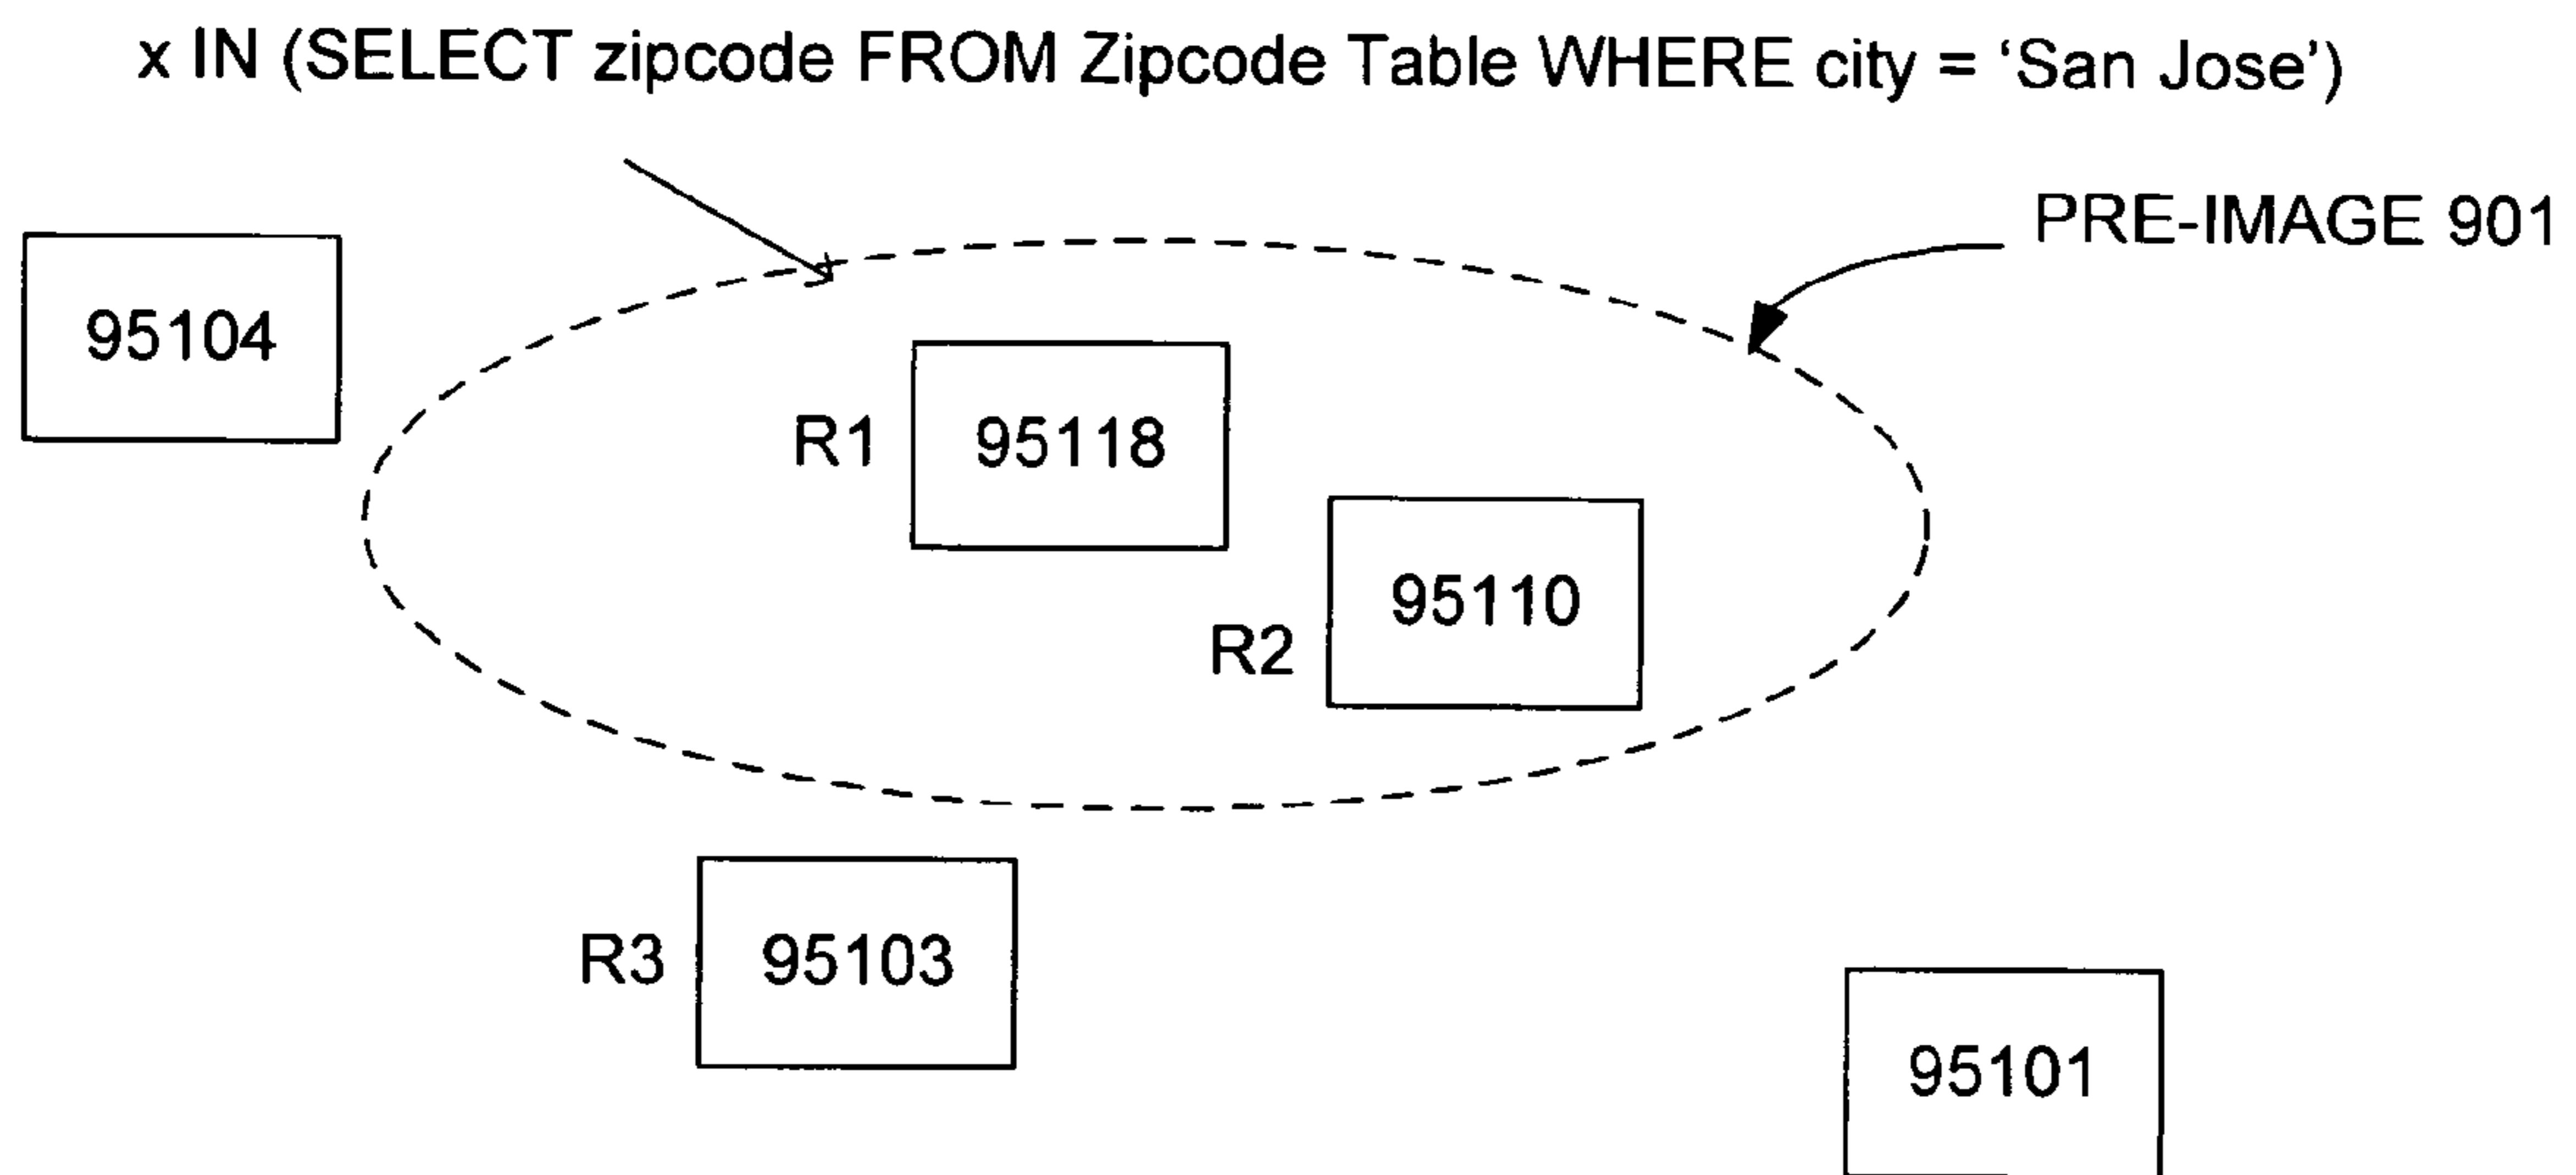 x IN (SELECT zipcode FROM Zipcode Table WHERE city = ‘San Jose’)
PRE-IMAGE 901
95104
R1 95118
R2 95110
R3 95103
95101